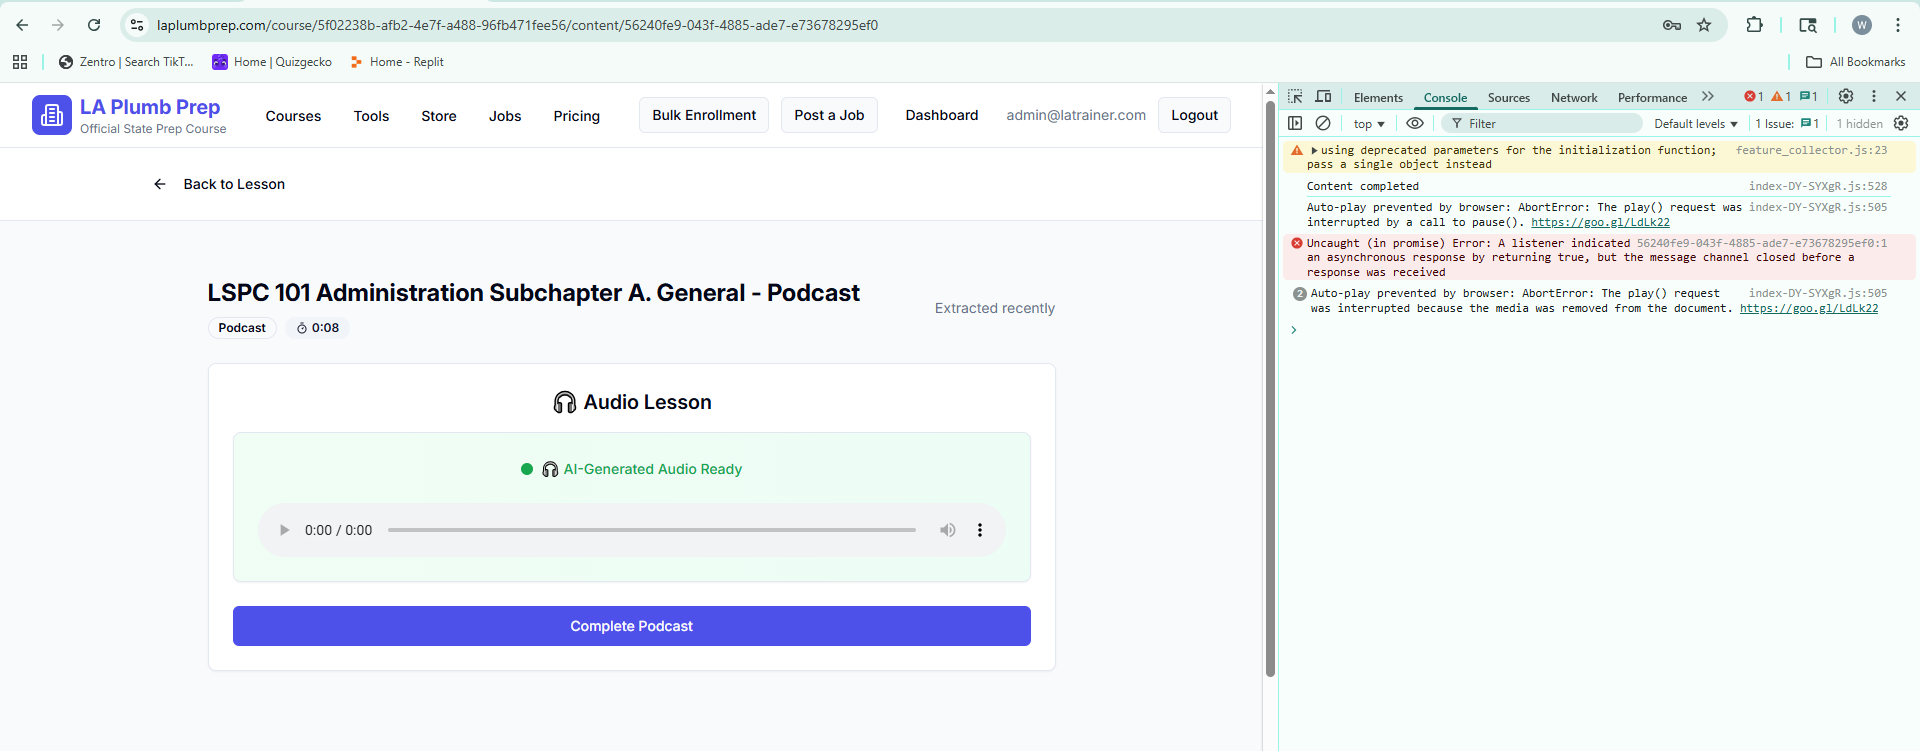 laplumbprep.com/course/5f02238b-afb2-4e7f-a488-96fb471fee56/content/56240fe9-043f-4885-ade7-e73678295ef0
W
Zentro | Search TikT...
Home | Quizgecko
Home - Replit
All Bookmarks
LA Plumb Prep
Official State Prep Course
Courses
Tools
Store
Jobs
Pricing
Bulk Enrollment
Post a Job
Dashboard
admin@latrainer.com
Logout
Back to Lesson
LSPC 101 Administration Subchapter A. General - Podcast
Extracted recently
Podcast
0:08
Audio Lesson
AI-Generated Audio Ready
0:00 / 0:00
Complete Podcast
Elements
Console
Sources
Network
Performance
1
1
1
top
Filter
Default levels
1 Issue:
1
1 hidden
using deprecated parameters for the initialization function; feature_collector.js:23
pass a single object instead
Content completed index-DY-SYXgR.js:528
Auto-play prevented by browser: AbortError: The play() request was index-DY-SYXgR.js:505
interrupted by a call to pause(). https://goo.gl/LdLk22
Uncaught (in promise) Error: A listener indicated 56240fe9-043f-4885-ade7-e73678295ef0:1
an asynchronous response by returning true, but the message channel closed before a
response was received
2
Auto-play prevented by browser: AbortError: The play() request index-DY-SYXgR.js:505
was interrupted because the media was removed from the document. https://goo.gl/LdLk22